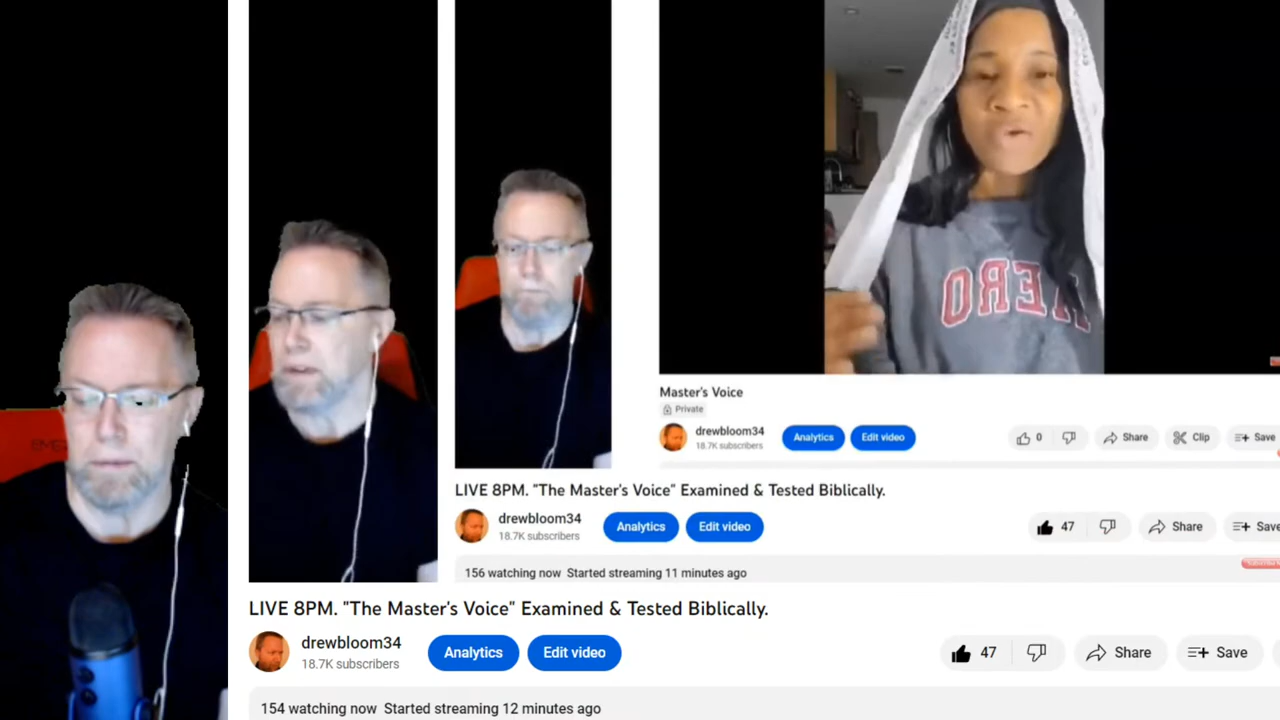 OREM
Master's Voice
Private
drewbloom34
18.7K subscribers
Analytics
Edit video
0
Share
Clip
Save
LIVE 8PM. "The Master's Voice" Examined & Tested Biblically.
drewbloom34
18.7K subscribers
Analytics
Edit video
47
Share
Save
156 watching now Started streaming 11 minutes ago
LIVE 8PM. "The Master's Voice" Examined & Tested Biblically.
drewbloom34
18.7K subscribers
Analytics
Edit video
47
Share
Save
154 watching now Started streaming 12 minutes ago